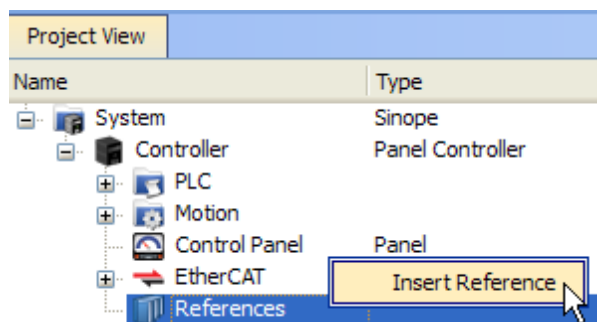 Project View
Name Type
System Sinope
Controller Panel Controller
PLC
Motion
Control Panel Panel
EtherCAT Insert Reference
References